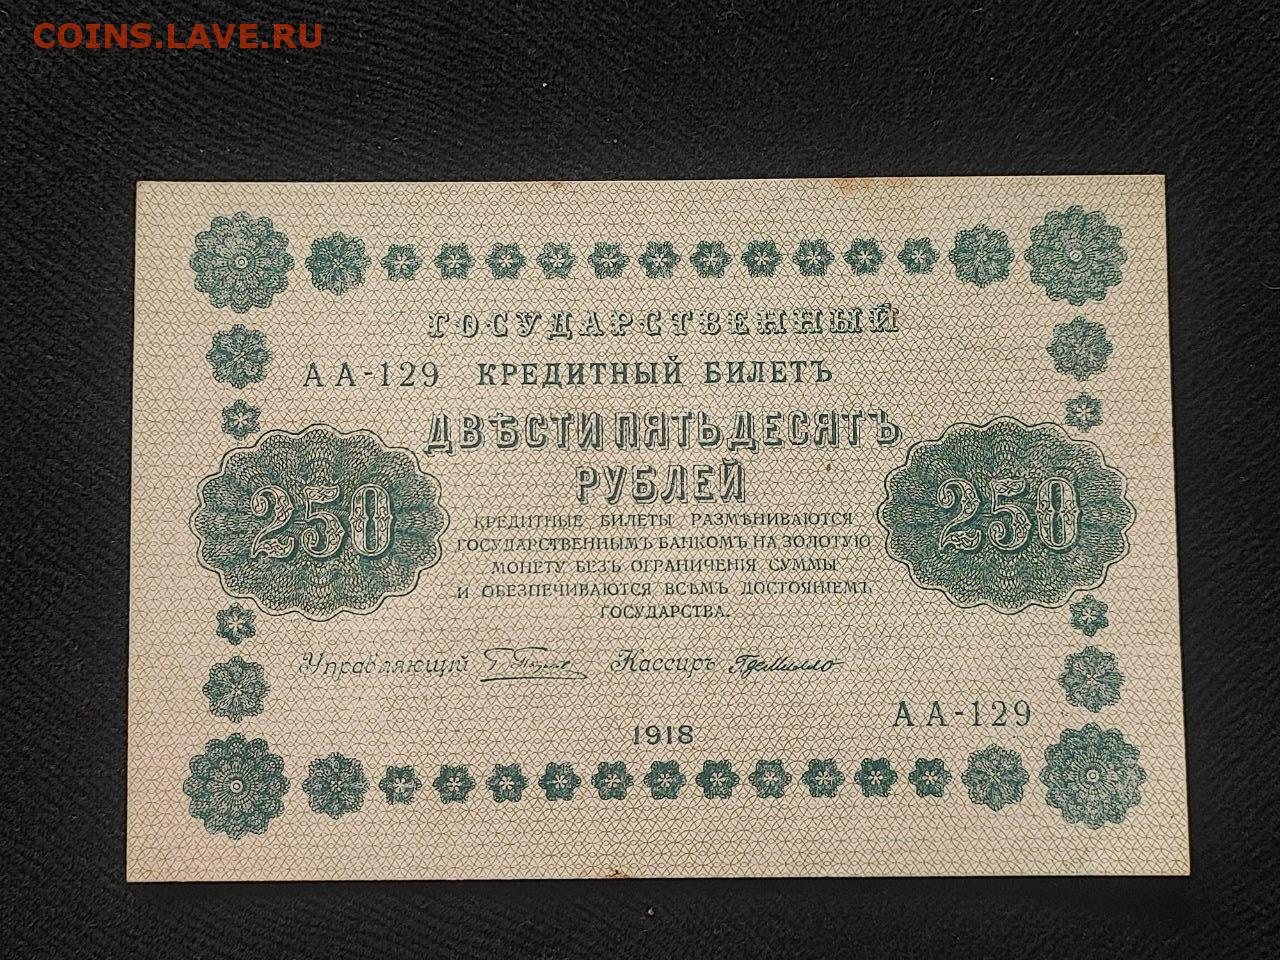 COINS.LAVE.RU
ГОСУДАРСТВЕННЫЙ
АА-129 КРЕДИТНЫЙ БИЛЕТЪ
ДВѢСТИ ПЯТЬДЕСЯТЪ
РУБЛЕЙ
250 250
КРЕДИТНЫЕ БИЛЕТЫ РАЗМѢНИВАЮТСЯ
ГОСУДАРСТВЕННЫМЪ БАНКОМЪ НА ЗОЛОТУЮ
МОНЕТУ БЕЗЪ ОГРАНИЧЕНІЯ СУММЫ
И ОБЕЗПЕЧИВАЮТСЯ ВСѢМЪ ДОСТОЯНІЕМЪ
ГОСУДАРСТВА.
Управляющій Кассиръ
АА-129
1918